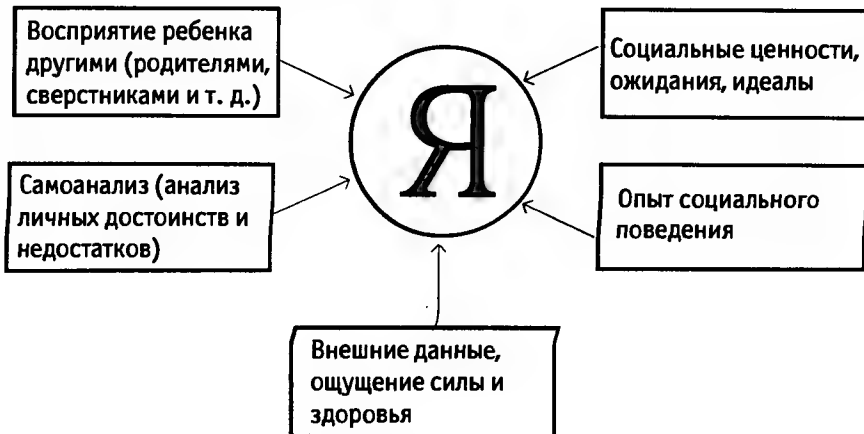 Восприятие ребенка
другими (родителями,
сверстниками и т. д.)
Социальные ценности,
ожидания, идеалы
Я
Самоанализ (анализ
личных достоинств и
недостатков)
Опыт социального
поведения
Внешние данные,
ощущение силы и
здоровья